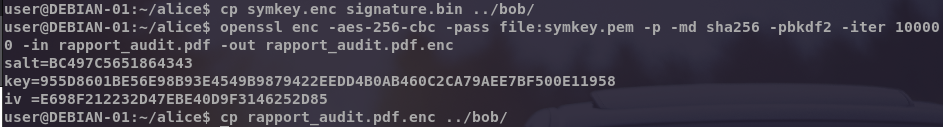 user@DEBIAN-01:~/alice$ cp symkey.enc signature.bin ../bob/
user@DEBIAN-01:~/alice$ openssl enc -aes-256-cbc -pass file:symkey.pem -p -md sha256 -pbkdf2 -iter 10000
0 -in rapport_audit.pdf -out rapport_audit.pdf.enc
salt=BC497C5651864343
key=955D8601BE56E98B93E4549B9879422EEDD4B0AB460C2CA79AEE7BF500E11958
iv =E698F212232D47EBE40D9F3146252D85
user@DEBIAN-01:~/alice$ cp rapport_audit.pdf.enc ../bob/